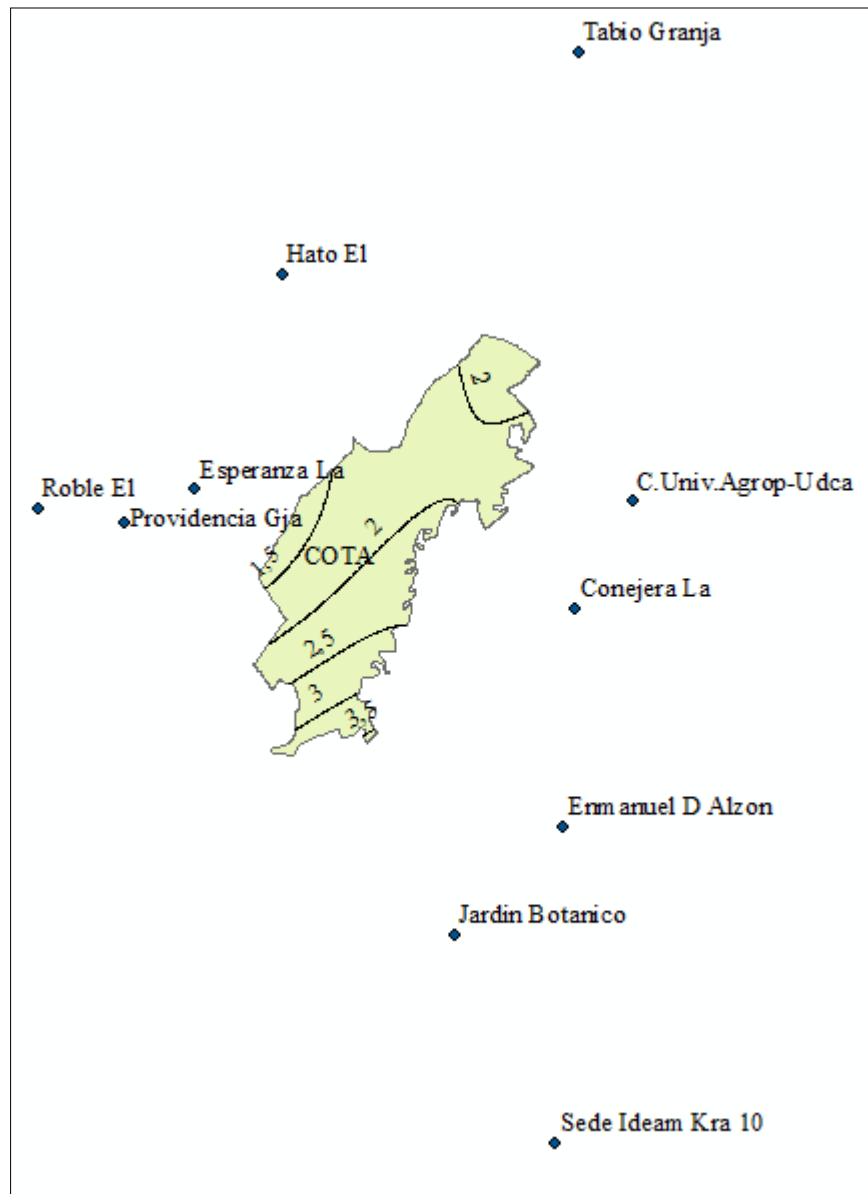 Tabio Granja
Hato El
2
Esperanza La
Roble El
Providencia Gja
C.Univ.Agrop-Udca
2
1,5
COTA
Conejera La
2,5
3
3,5
Enmanuel D Alzon
Jardin Botanico
Sede Ideam Kra 10